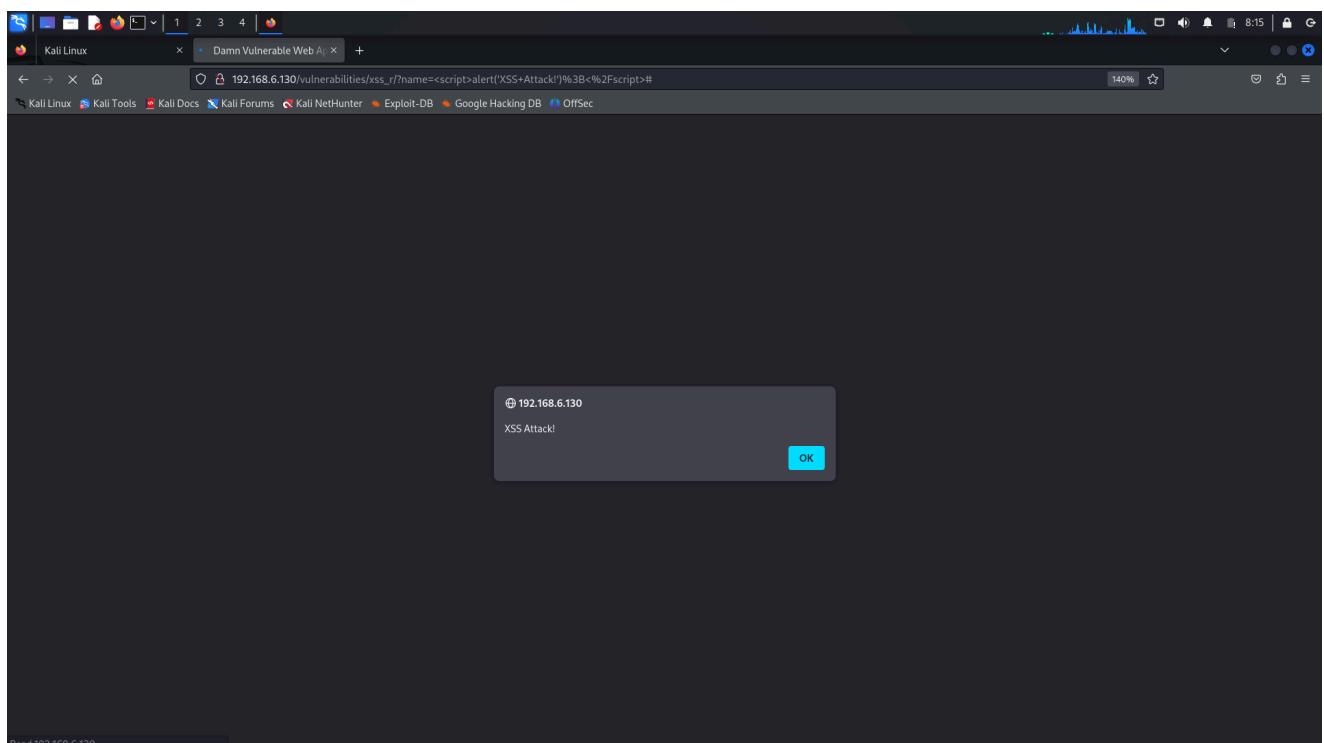 1 2 3 4 8:15
Kali Linux Damn Vulnerable Web Ap
192.168.6.130/vulnerabilities/xss_r/?name=<script>alert('XSS+Attack!')%3B<%2Fscript># 140%
Kali Linux Kali Tools Kali Docs Kali Forums Kali NetHunter Exploit-DB Google Hacking DB OffSec
192.168.6.130
XSS Attack!
OK